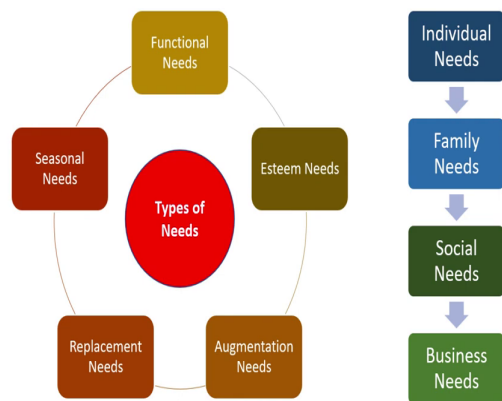 Functional
Needs
Esteem Needs
Augmentation
Needs
Replacement
Needs
Seasonal
Needs
Types of
Needs
Individual
Needs
Family
Needs
Social
Needs
Business
Needs